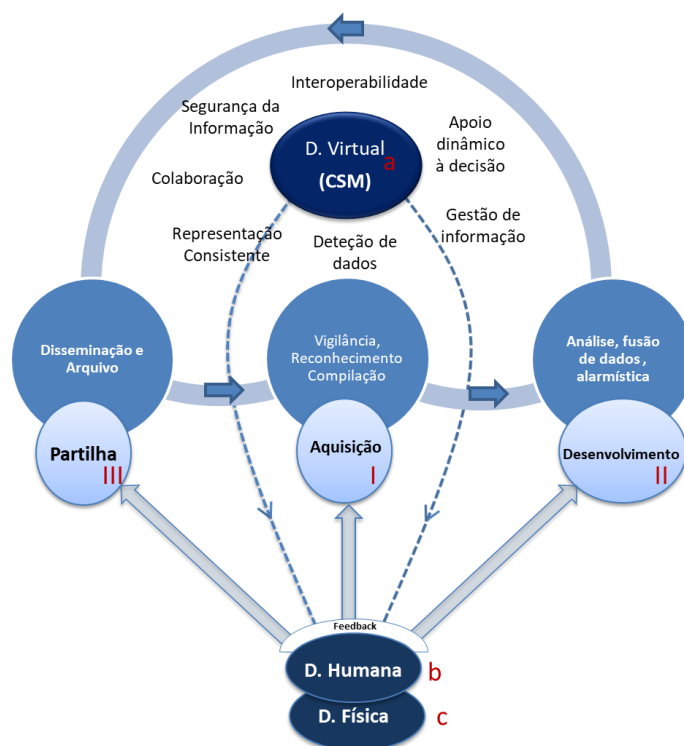 Interoperabilidade
Segurança da
Informação
Apoio
dinâmico
à decisão
D. Virtual
a
(CSM)
Colaboração
Gestão de
informação
Representação
Consistente
Deteção de
dados
Disseminação e
Arquivo
Vigilância,
Reconhecimento
Compilação
Análise, fusão
de dados ,
alarmística
Partilha
III
Aquisição
I
Desenvolvimento
II
Feedback
D. Humana
b
D. Física
c